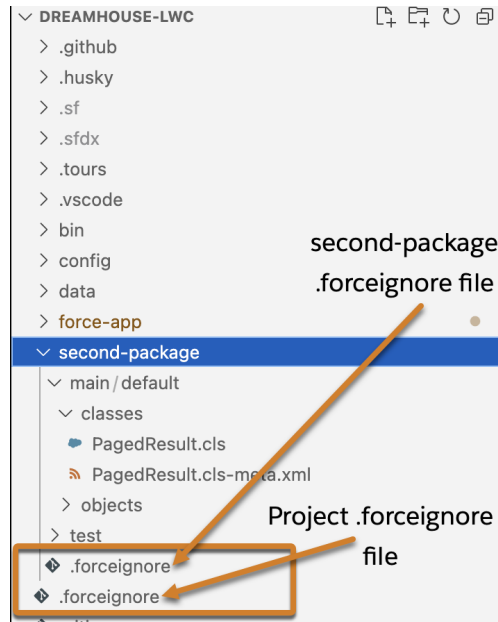 DREAMHOUSE-LWC
.github
.husky
.sf
.sfdx
.tours
.vscode
bin
config
data
force-app
second-package
main/default
classes
PagedResult.cls
PagedResult.cls-meta.xml
objects
test
.forceignore
.forceignore
second-package
.forceignore file
Project .forceignore
file